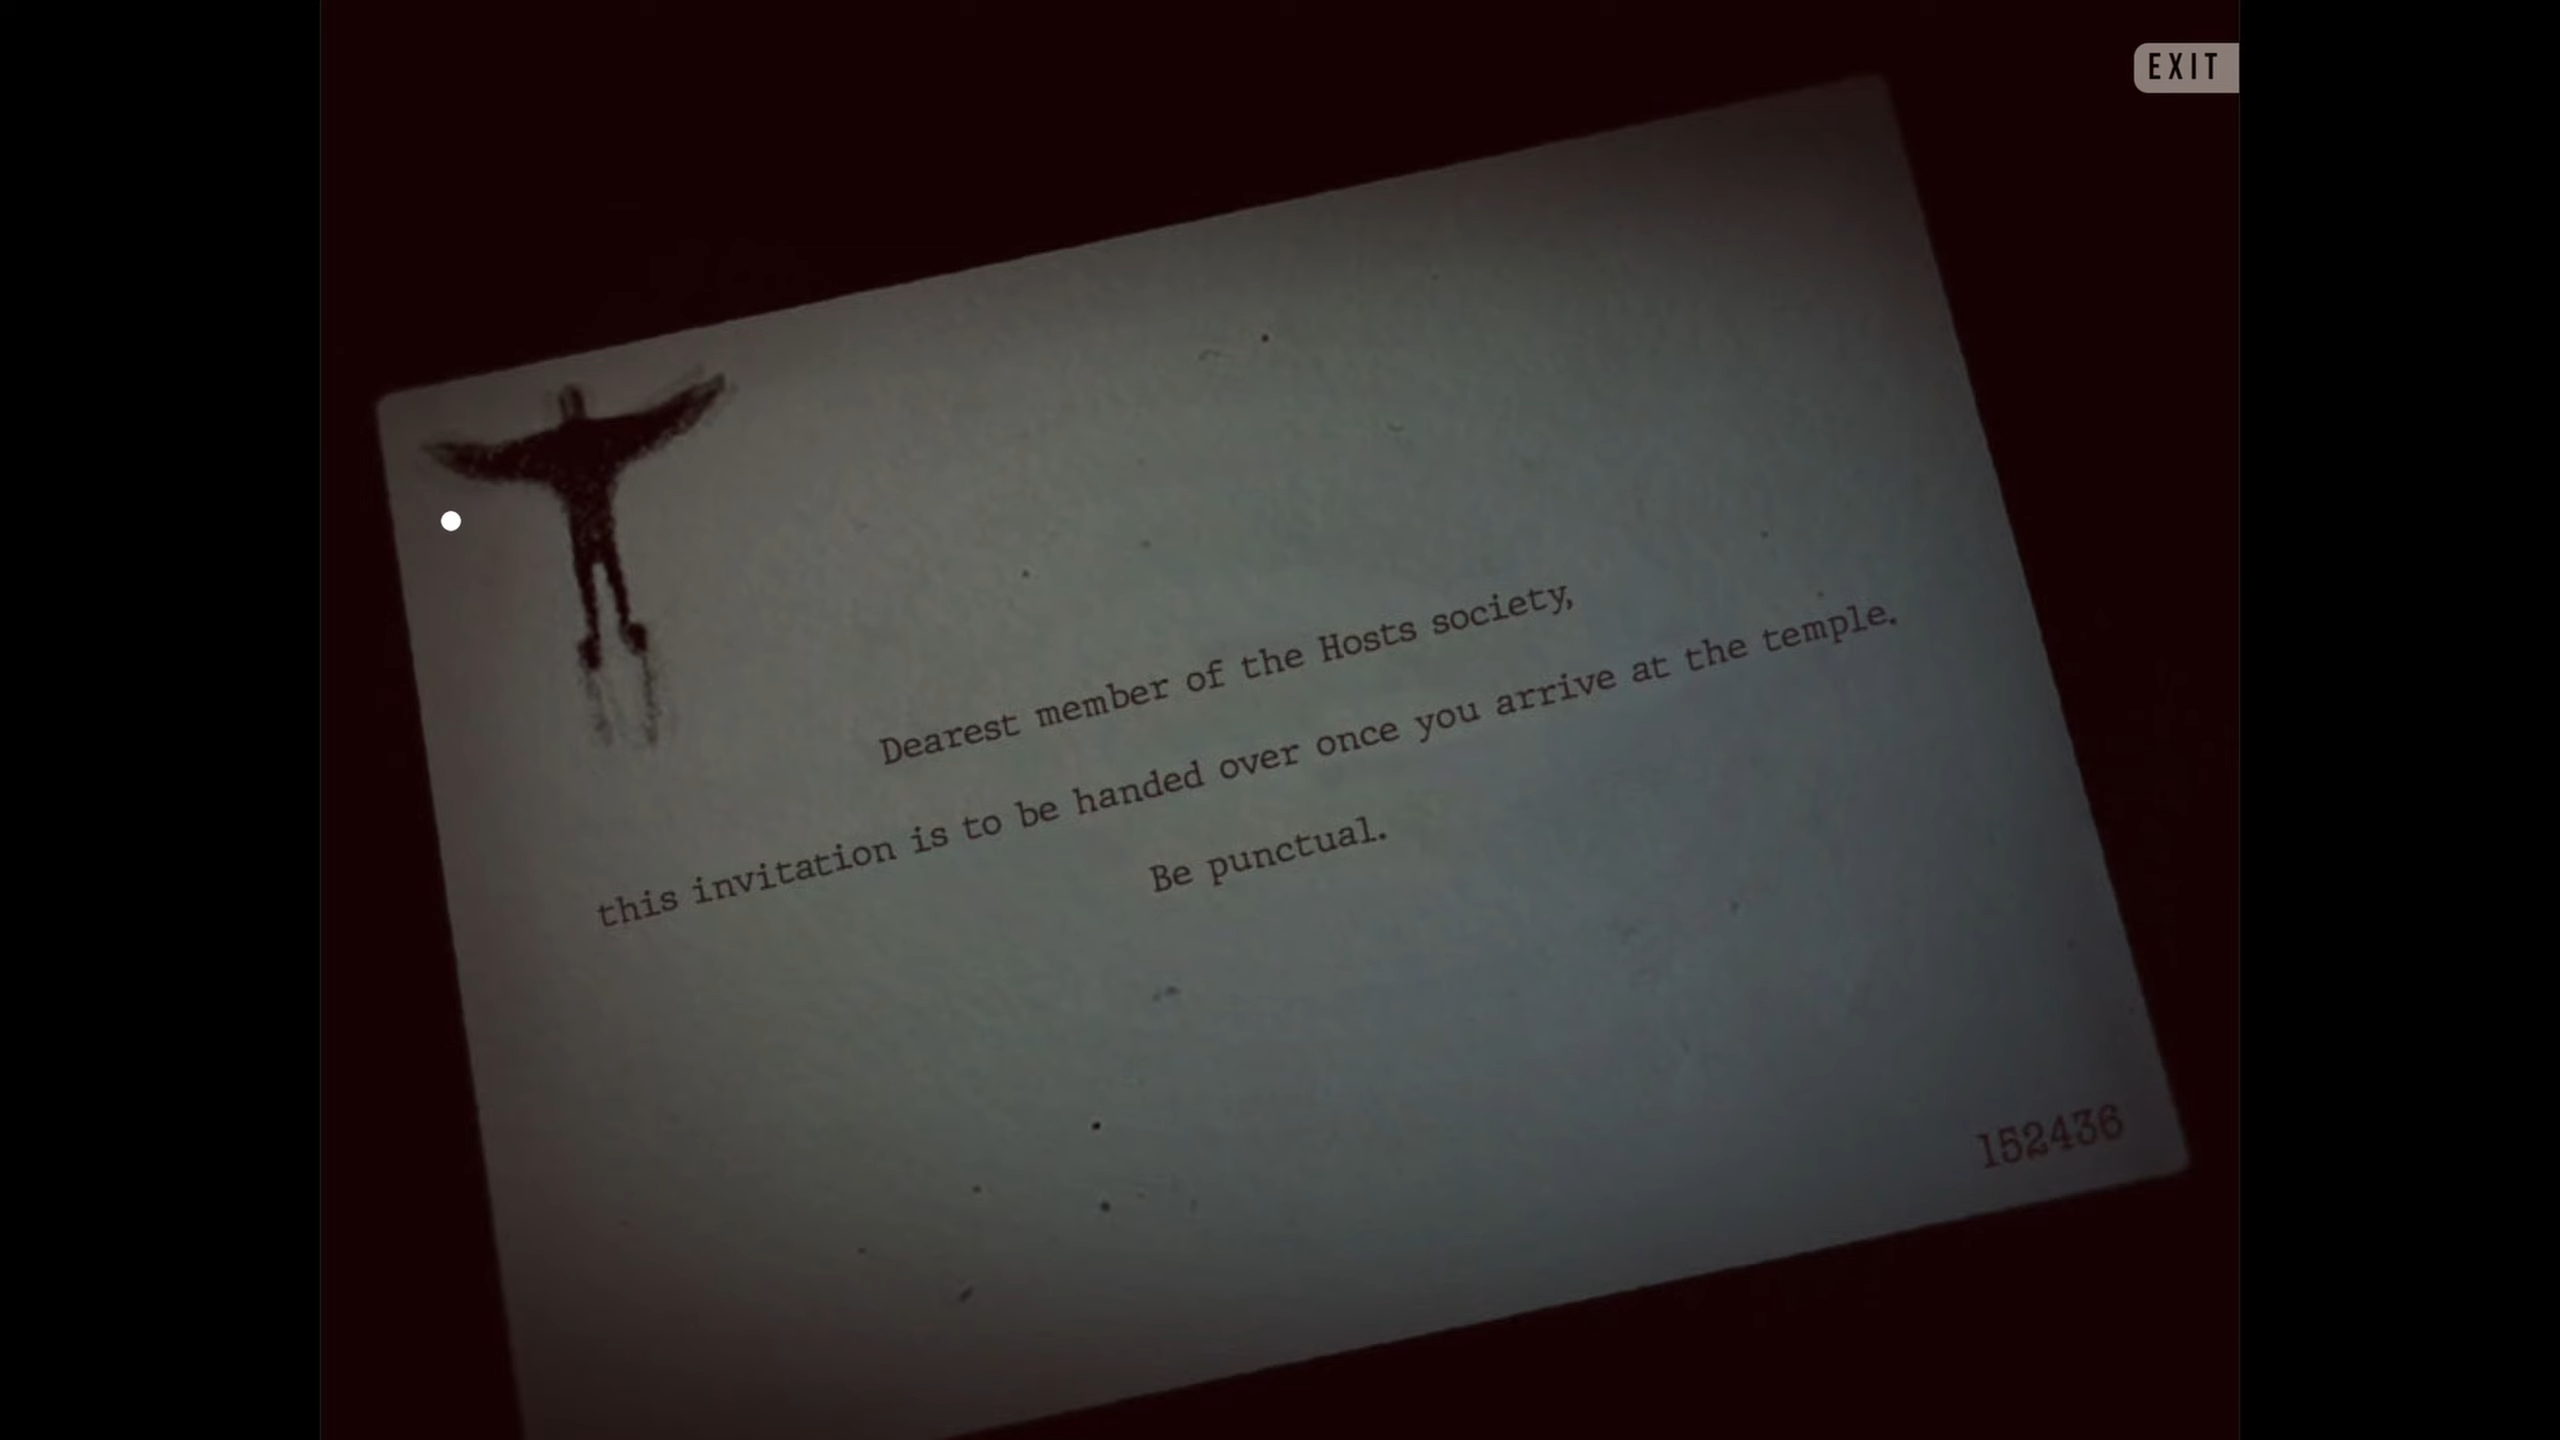 EXIT
Dearest member of the Hosts society,
this invitation is to be handed over once you arrive at the temple.
Be punctual.
152436